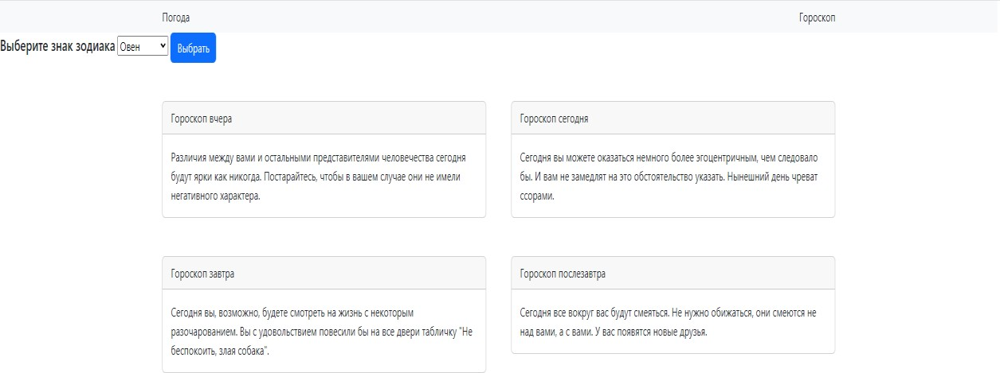 Погода
Гороскоп
Выберите знак зодиака Овен Выбрать
Гороскоп вчера
Различия между вами и остальными представителями человечества сегодня
будут ярки как никогда. Постарайтесь, чтобы в вашем случае они не имели
негативного характера.
Гороскоп сегодня
Сегодня вы можете оказаться немного более эгоцентричным, чем следовало
бы. И вам не замедлят на это обстоятельство указать. Нынешний день чреват
ссорами.
Гороскоп завтра
Сегодня вы, возможно, будете смотреть на жизнь с некоторым
разочарованием. Вы с удовольствием повесили бы на все двери табличку "Не
беспокоить, злая собака".
Гороскоп послезавтра
Сегодня все вокруг вас будут смеяться. Не нужно обижаться, они смеются не
над вами, а с вами. У вас появятся новые друзья.